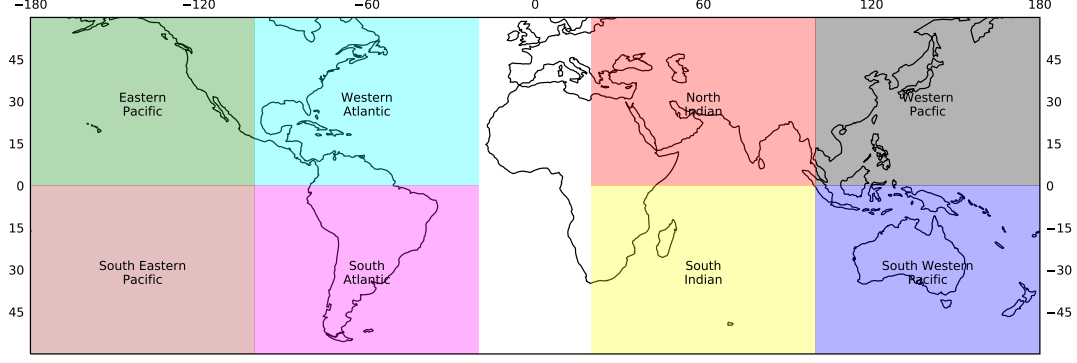 −180 −120 −60 0 60 120 180
45 45
30 Eastern Western North Western 30
Pacific Atlantic Indian Pacfic
15 15
0 0
15 −15
30 South Eastern South South South Western −30
Pacific Atlantic Indian Pacific
45 −45